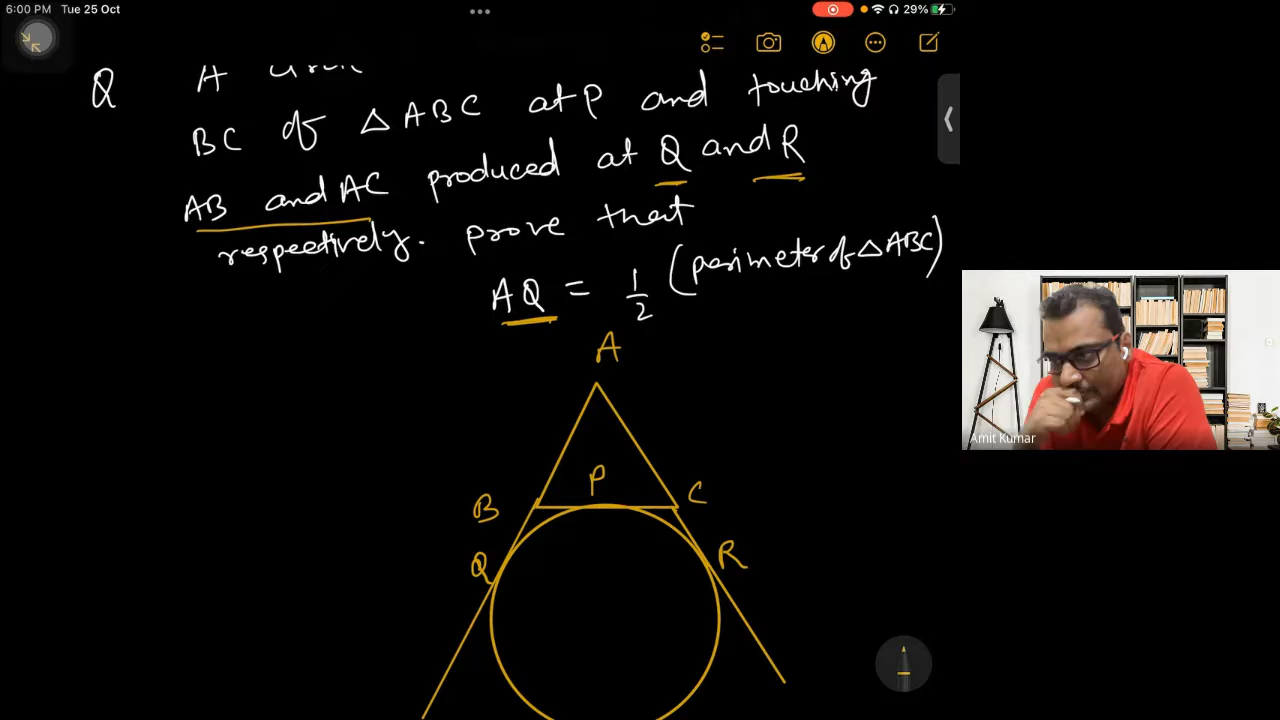 6:00 PM Tue 25 Oct
29%
Q A
BC of △ABC at P and touching
AB and AC produced at Q and R
respectively. prove that
AQ = 1/2 (perimeter of △ABC)
A
P
B
C
Q
R
Amit Kumar